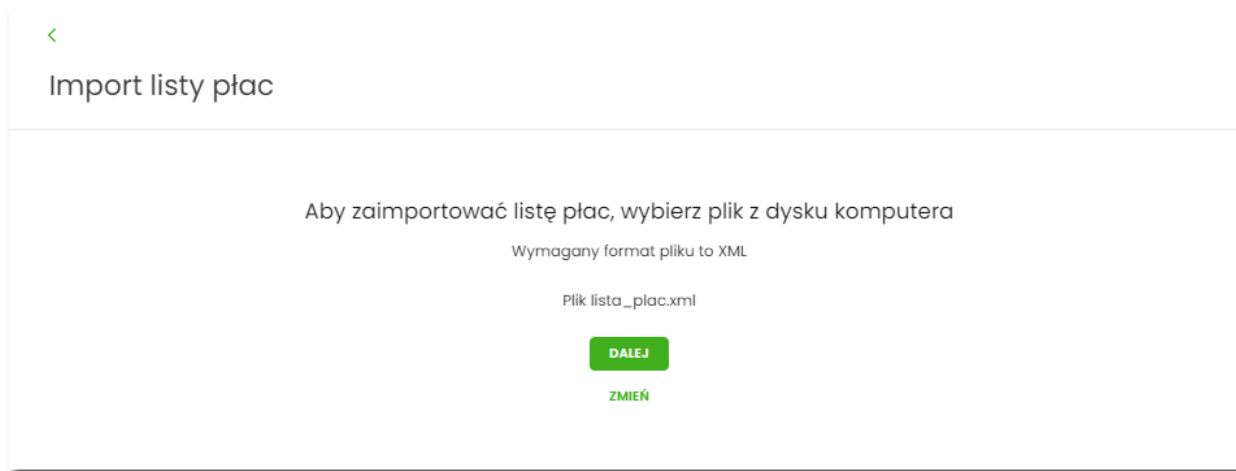 Import listy płac
Aby zaimportować listę płac, wybierz plik z dysku komputera
Wymagany format pliku to XML
Plik lista_plac.xml
DALEJ
ZMIEŃ